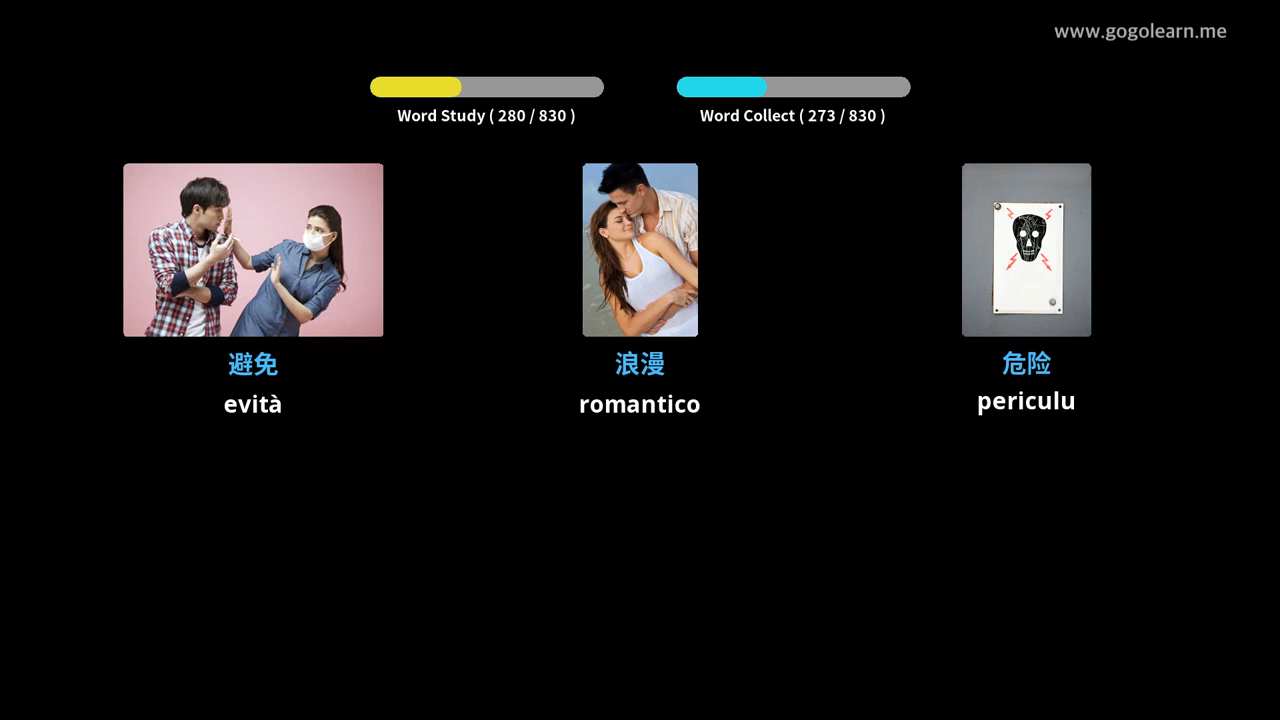 www.gogolearn.me
Word Study ( 280 / 830 )
Word Collect ( 273 / 830 )
避免
浪漫
危险
evità
romantico
periculu